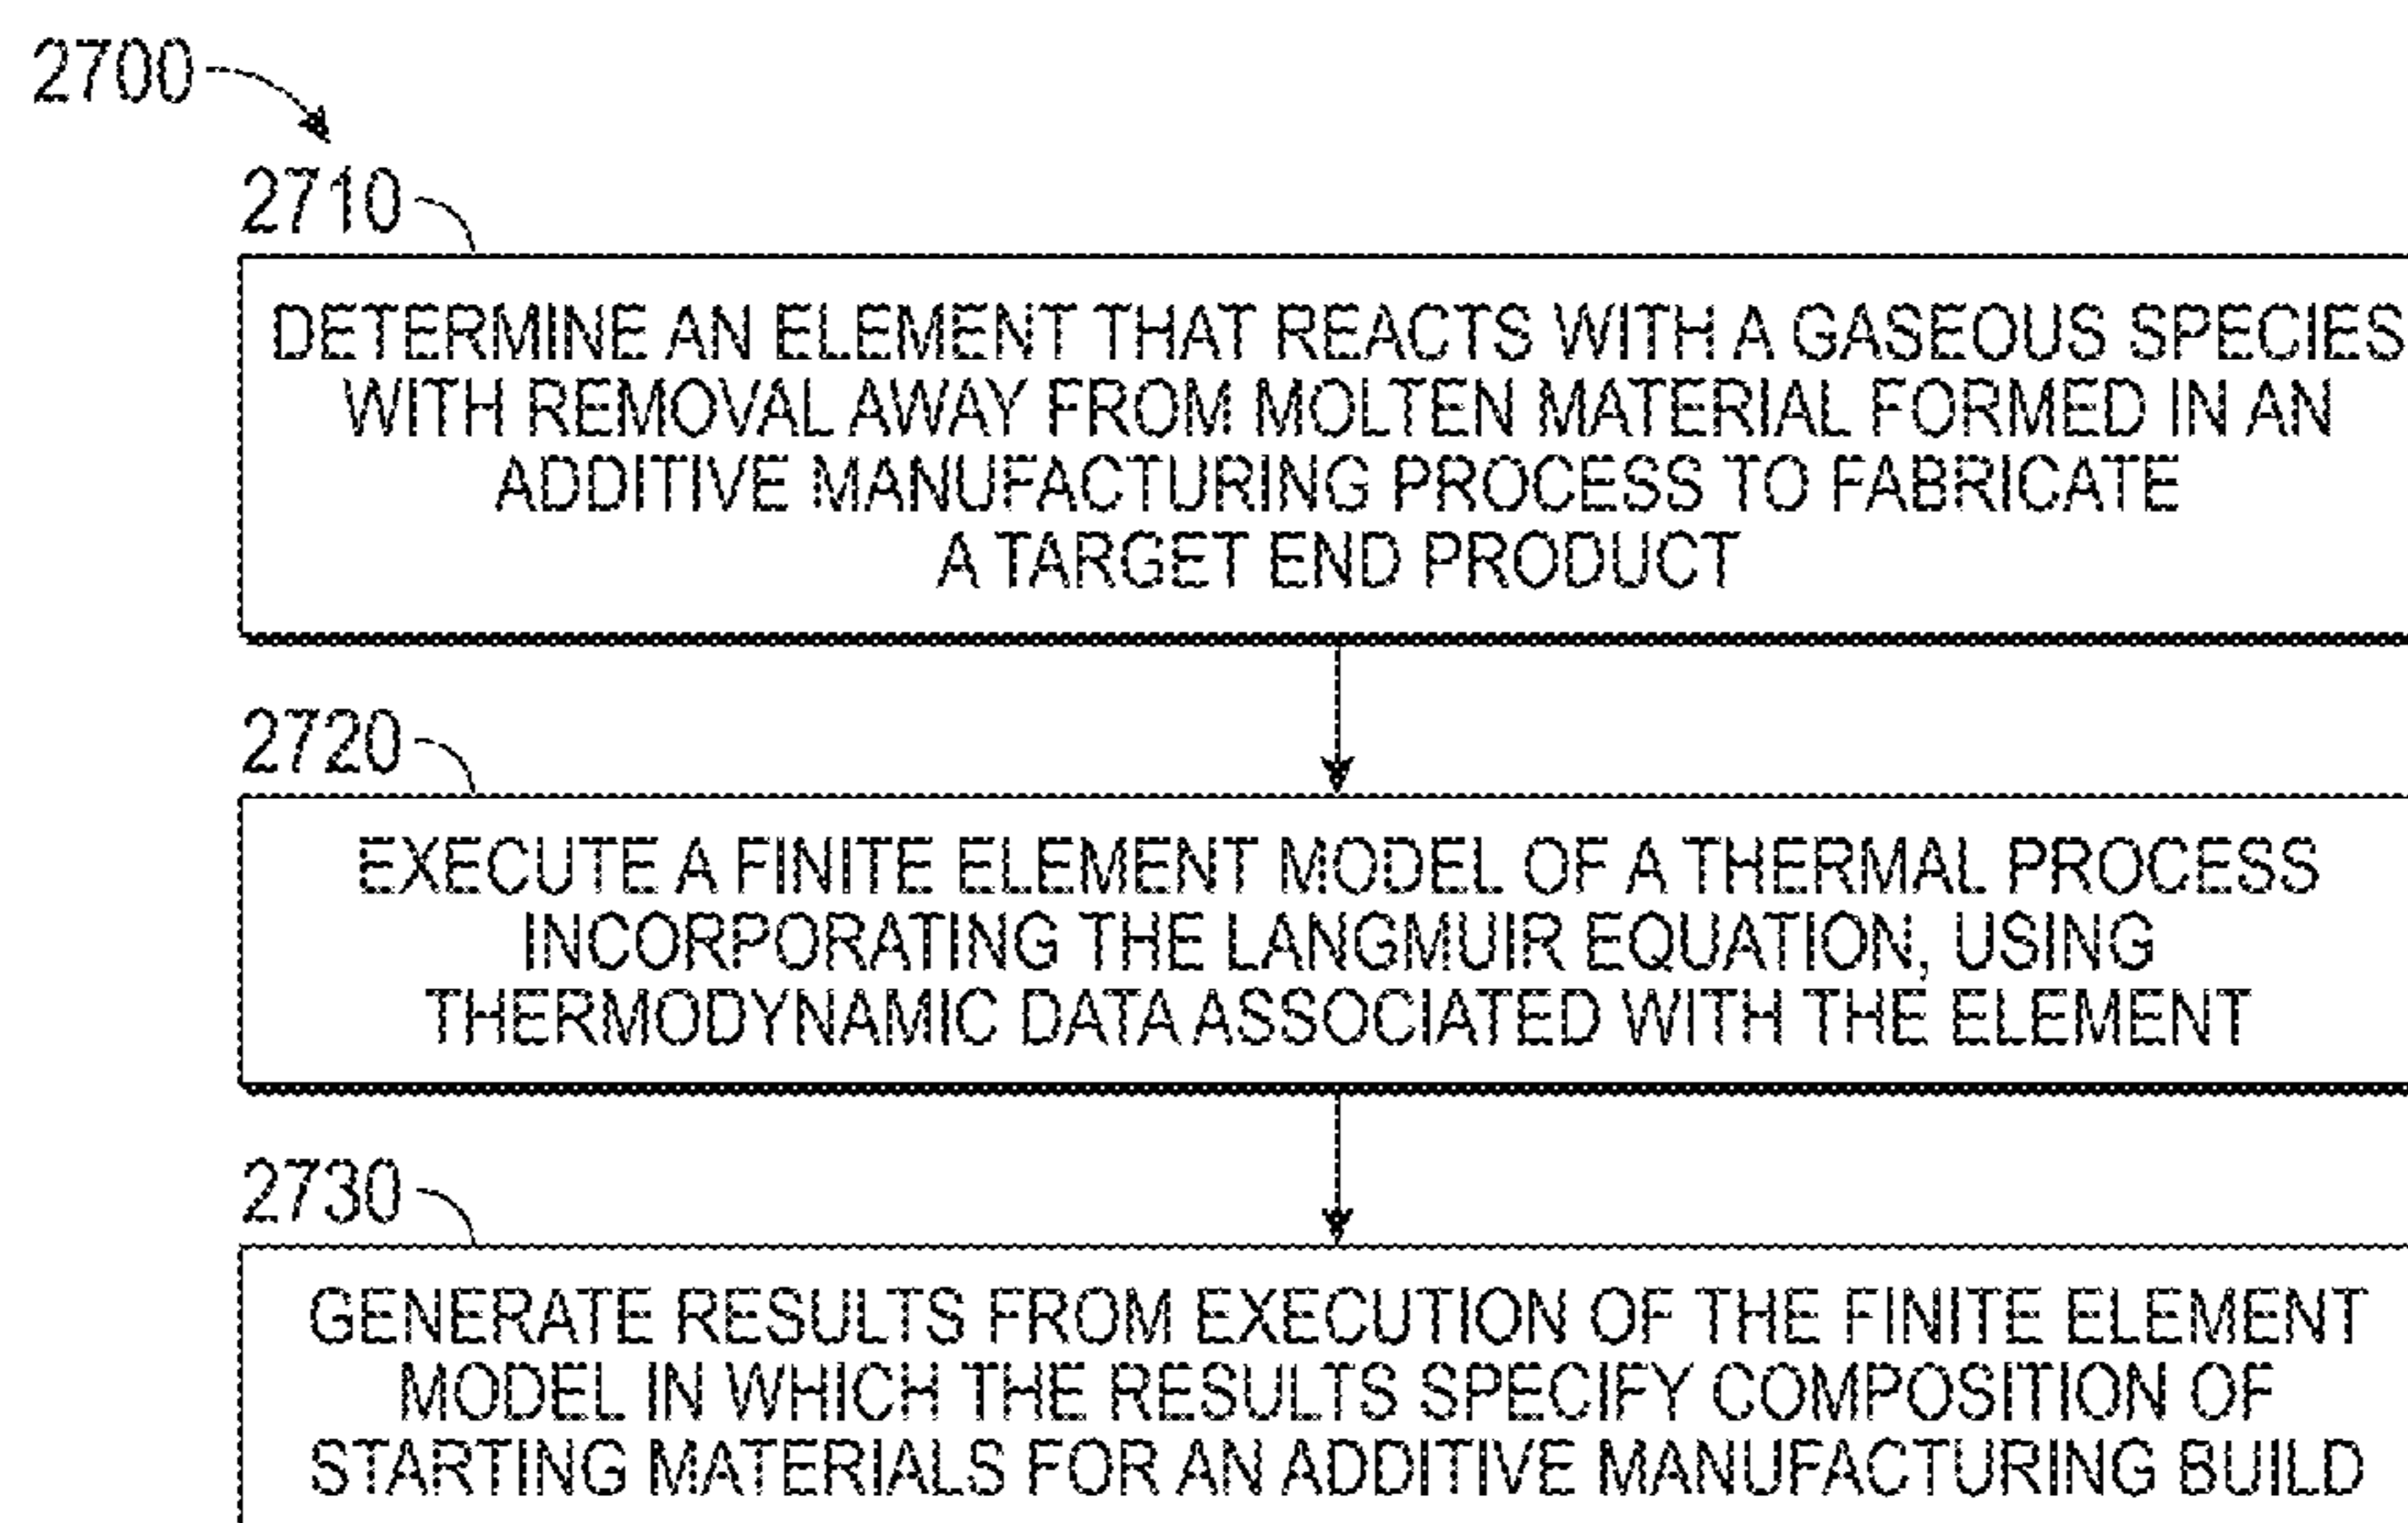 2700
2710
DETERMINE AN ELEMENT THAT REACTS WITH A GASEOUS SPECIES
WITH REMOVAL AWAY FROM MOLTEN MATERIAL FORMED IN AN
ADDITIVE MANUFACTURING PROCESS TO FABRICATE
A TARGET END PRODUCT
2720
EXECUTE A FINITE ELEMENT MODEL OF A THERMAL PROCESS
INCORPORATING THE LANGMUIR EQUATION, USING
THERMODYNAMIC DATA ASSOCIATED WITH THE ELEMENT
2730
GENERATE RESULTS FROM EXECUTION OF THE FINITE ELEMENT
MODEL IN WHICH THE RESULTS SPECIFY COMPOSITION OF
STARTING MATERIALS FOR AN ADDITIVE MANUFACTURING BUILD